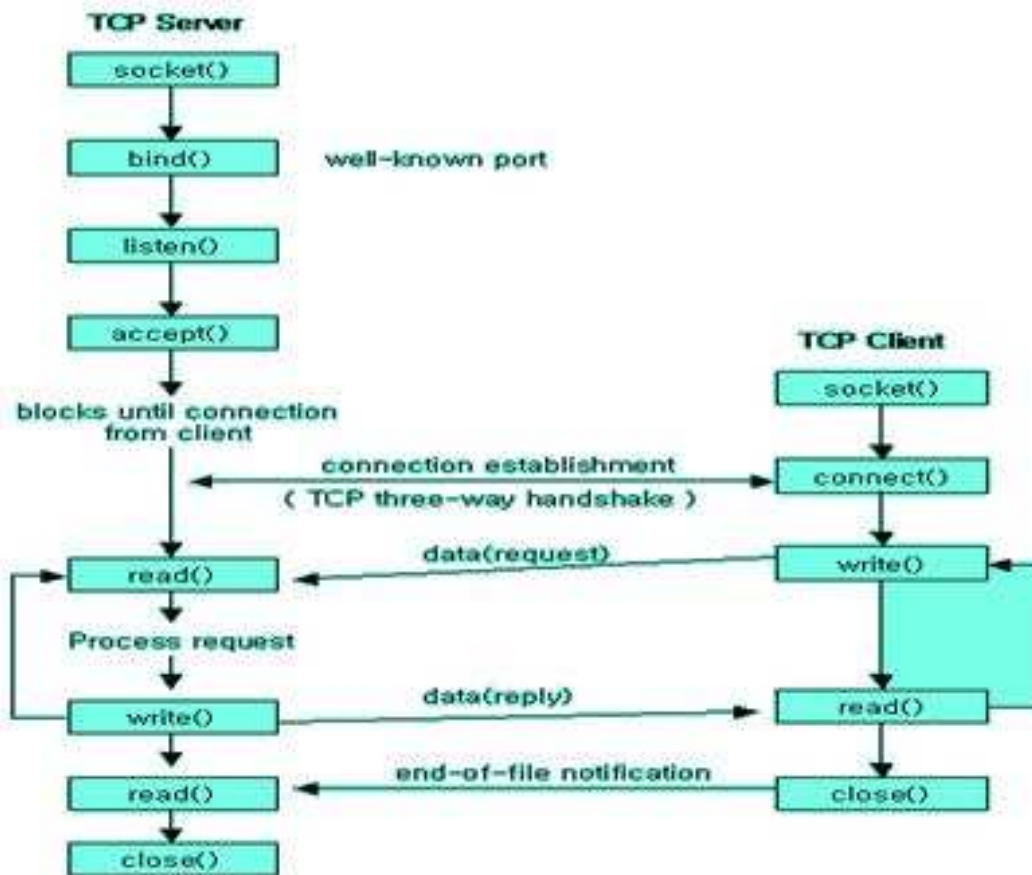 TCP Server
socket()
bind()
well-known port
listen()
accept()
blocks until connection
from client
TCP Client
socket()
connection establishment
( TCP three-way handshake )
connect()
data(request)
read()
write()
Process request
data(reply)
write()
read()
end-of-file notification
read()
close()
close()